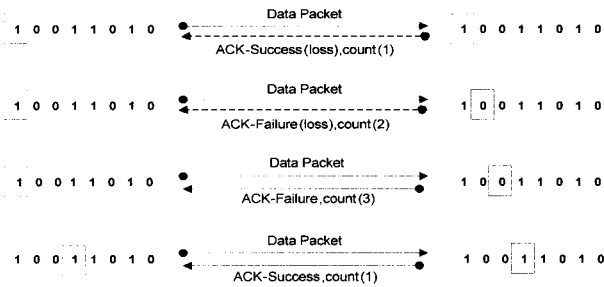 Data Packet
1 0 0 1 1 0 1 0 1 0 0 1 1 0 1 0
ACK-Success(loss),count(1)
Data Packet
1 0 0 1 1 0 1 0 1 0 0 1 1 0 1 0
ACK-Failure(loss),count(2)
Data Packet
1 0 0 1 1 0 1 0 1 0 0 1 1 0 1 0
ACK-Failure,count(3)
Data Packet
1 0 0 1 1 0 1 0 1 0 0 1 1 0 1 0
ACK-Success,count(1)